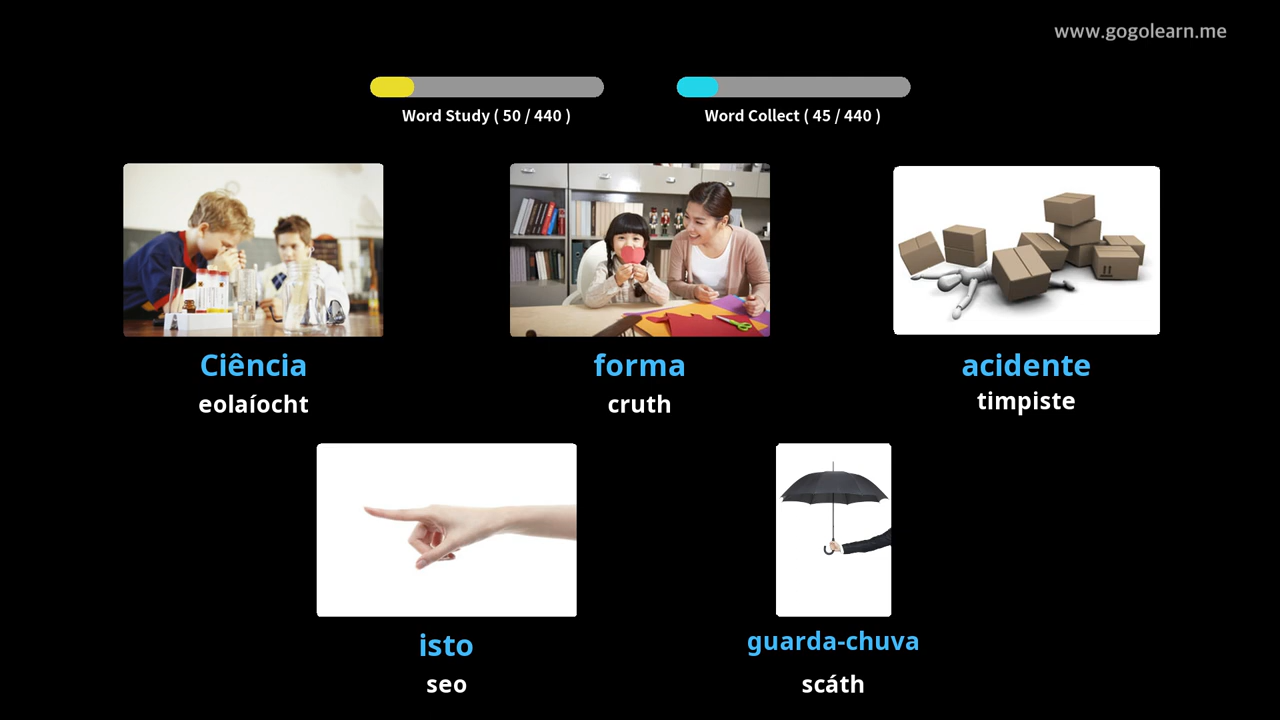 www.gogolearn.me
Word Study ( 50 / 440 )
Word Collect ( 45 / 440 )
Ciência
eolaíocht
forma
cruth
acidente
timpiste
isto
seo
guarda-chuva
scáth